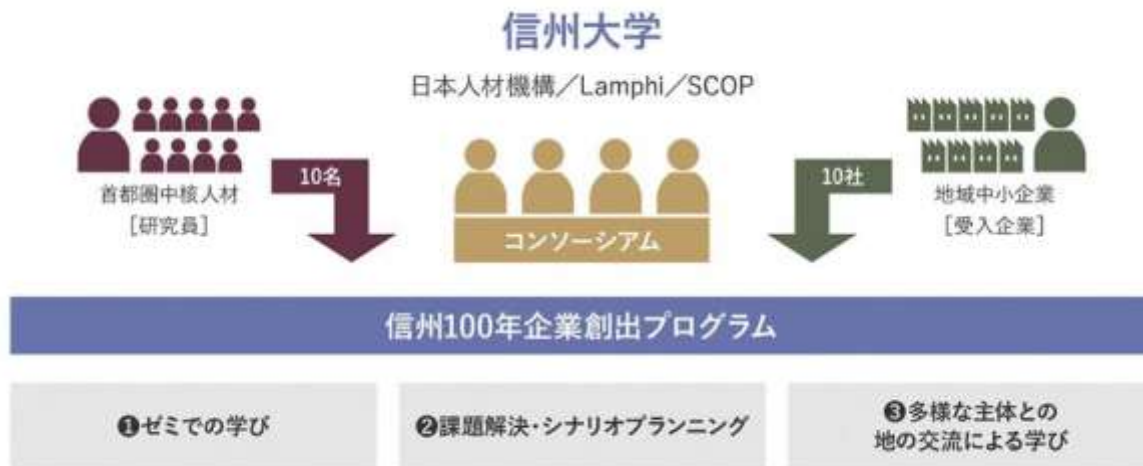 信州大学
日本人材機構／Lamphi／SCOP
10名
10社
首都圏中核人材
［研究員］
地域中小企業
［受入企業］
コンソーシアム
信州100年企業創出プログラム
❶ゼミでの学び
❷課題解決・シナリオプランニング
❸多様な主体との
地の交流による学び